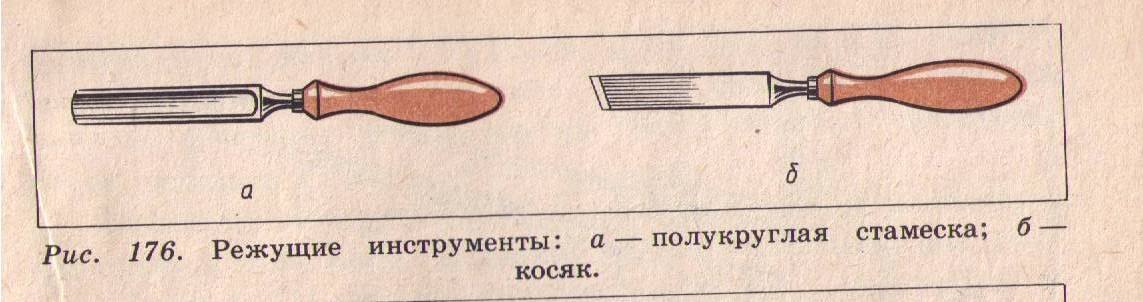 а
б
Рис. 176. Режущие инструменты: а — полукруглая стамеска; б —
косяк.